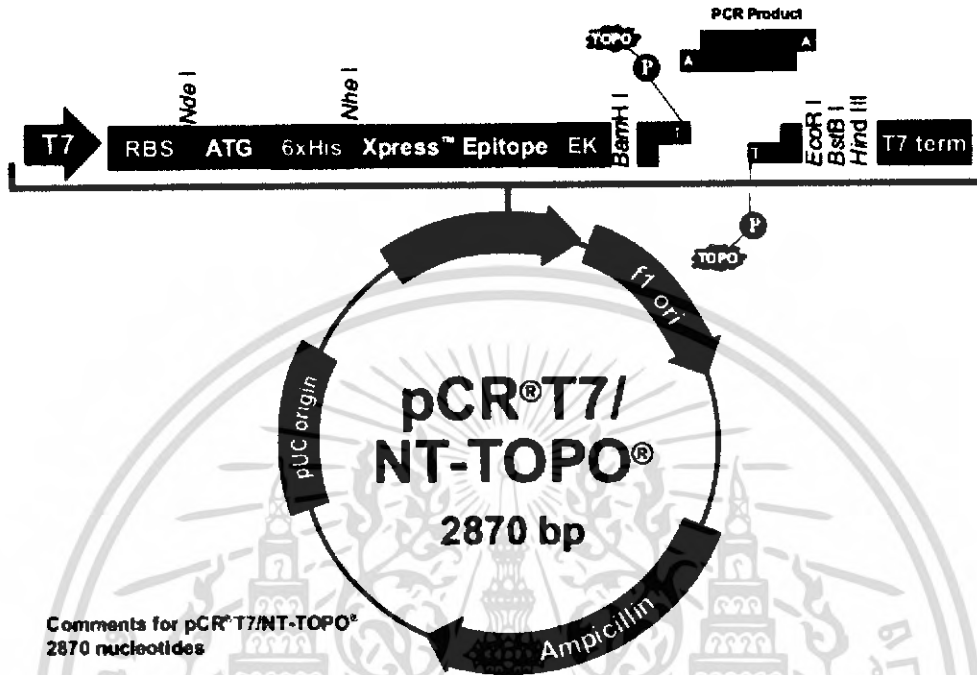 PCR Product
TOPO
P
A
A
Nde I
Nhe I
T7
RBS
ATG
6xHis
Xpress™ Epitope
EK
BamH I
T
T
EcoR I
BstB I
Hind III
T7 term
P
TOPO
f1 ori
pUC origin
pCR®T7/
NT-TOPO®
2870 bp
Ampicillin
Comments for pCR®T7/NT-TOPO®
2870 nucleotides